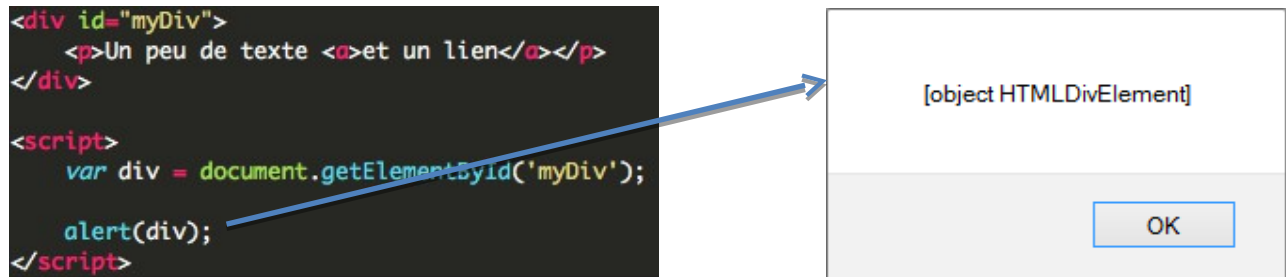 <div id="myDiv">
    <p>Un peu de texte <a>et un lien</a></p>
</div>

<script>
    var div = document.getElementById('myDiv');

    alert(div);
</script>
[object HTMLDivElement]
OK